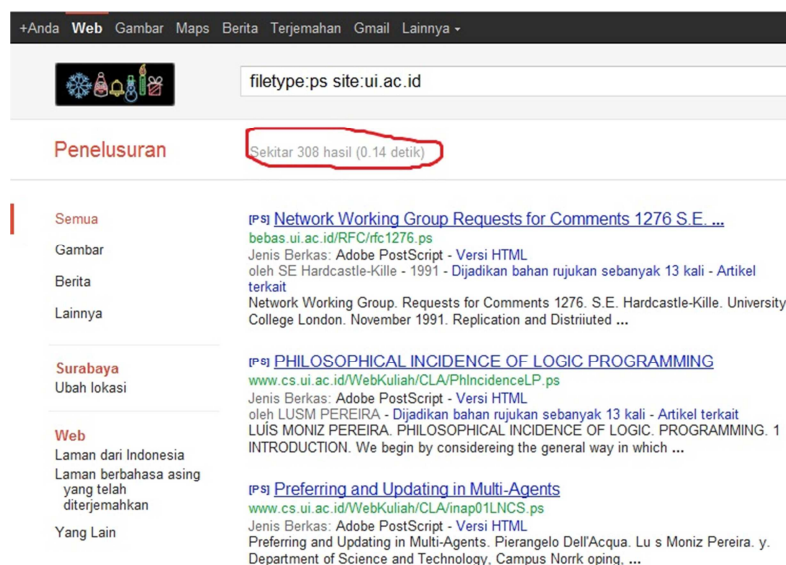 +Anda Web Gambar Maps Berita Terjemahan Gmail Lainnya
filetype:ps site:ui.ac.id
Penelusuran
Sekitar 308 hasil (0.14 detik)
Semua
Gambar
Berita
Lainnya
Surabaya
Ubah lokasi
Web
Laman dari Indonesia
Laman berbahasa asing
yang telah
diterjemahkan
Yang Lain
[PS] Network Working Group Requests for Comments 1276 S.E. ...
bebas.ui.ac.id/RFC/rfc1276.ps
Jenis Berkas: Adobe PostScript - Versi HTML
oleh SE Hardcastle-Kille - 1991 - Dijadikan bahan rujukan sebanyak 13 kali - Artikel
terkait
Network Working Group. Requests for Comments 1276. S.E. Hardcastle-Kille. University
College London. November 1991. Replication and Distriiuted ...
[PS] PHILOSOPHICAL INCIDENCE OF LOGIC PROGRAMMING
www.cs.ui.ac.id/WebKuliah/CLA/PhIncidenceLP.ps
Jenis Berkas: Adobe PostScript - Versi HTML
oleh LUSM PEREIRA - Dijadikan bahan rujukan sebanyak 13 kali - Artikel terkait
LUÍS MONIZ PEREIRA. PHILOSOPHICAL INCIDENCE OF LOGIC. PROGRAMMING. 1
INTRODUCTION. We begin by considereing the general way in which ...
[PS] Preferring and Updating in Multi-Agents
www.cs.ui.ac.id/WebKuliah/CLA/inap01LNCS.ps
Jenis Berkas: Adobe PostScript - Versi HTML
Preferring and Updating in Multi-Agents. Pierangelo Dell'Acqua. Lu s Moniz Pereira. y.
Department of Science and Technology, Campus Norrk oping, ...